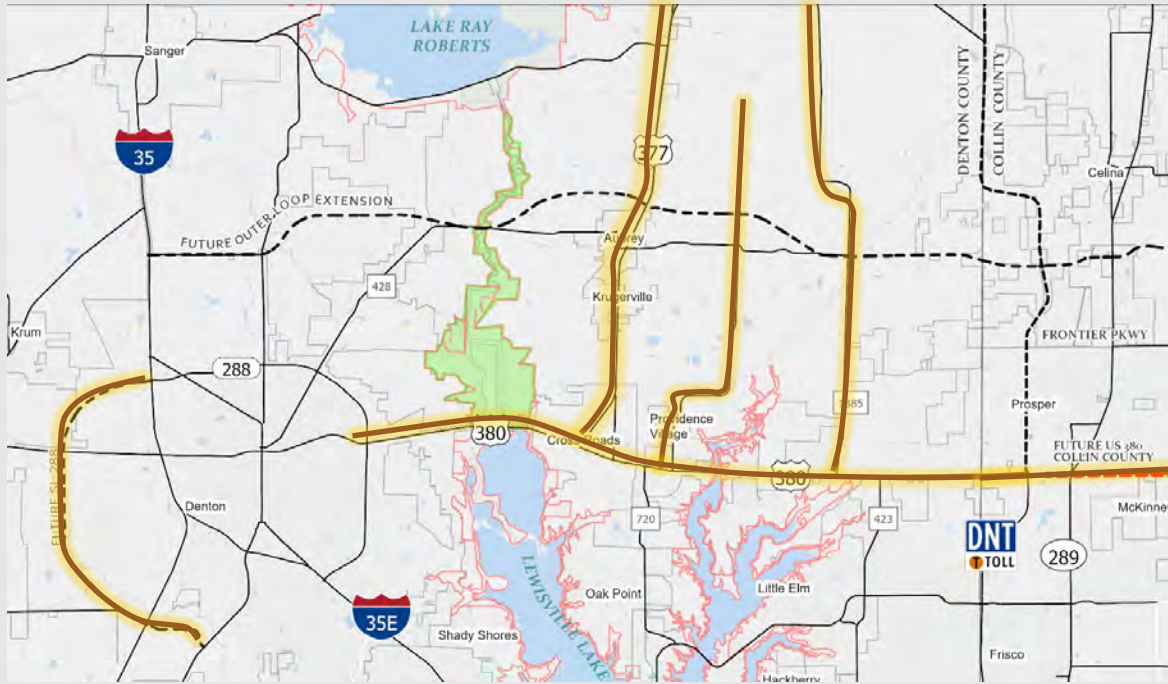 LAKE RAY
ROBERTS
Sanger
35
377
DENTON COUNTY
COLLIN COUNTY
Celina
FUTURE OUTER LOOP EXTENSION
Aubrey
428
Krugerville
Krum
FRONTIER PKWY
288
Providence
Village
Prosper
380
Cross Roads
FUTURE US 380
COLLIN COUNTY
380
FUTURE SL 288
Denton
720
423
McKinne
DNT
T TOLL
289
LEWISVILLE LAKE
Oak Point
Little Elm
35E
Shady Shores
Frisco
Hackberry